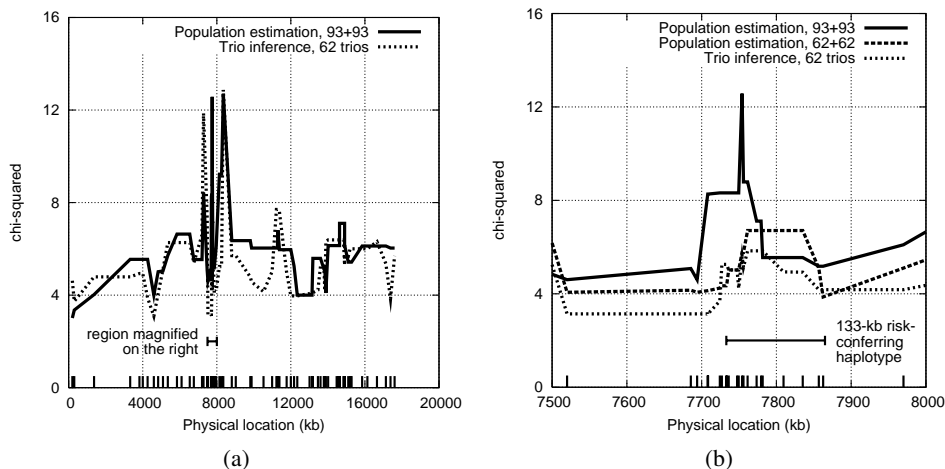 16
12
8
4
0
chi-squared
Population estimation, 93+93
Trio inference, 62 trios
region magnified
on the right
0 4000 8000 12000 16000 20000
Physical location (kb)
(a)
16
12
8
4
0
chi-squared
Population estimation, 93+93
Population estimation, 62+62
Trio inference, 62 trios
133-kb risk-
conferring
haplotype
7500 7600 7700 7800 7900 8000
Physical location (kb)
(b)